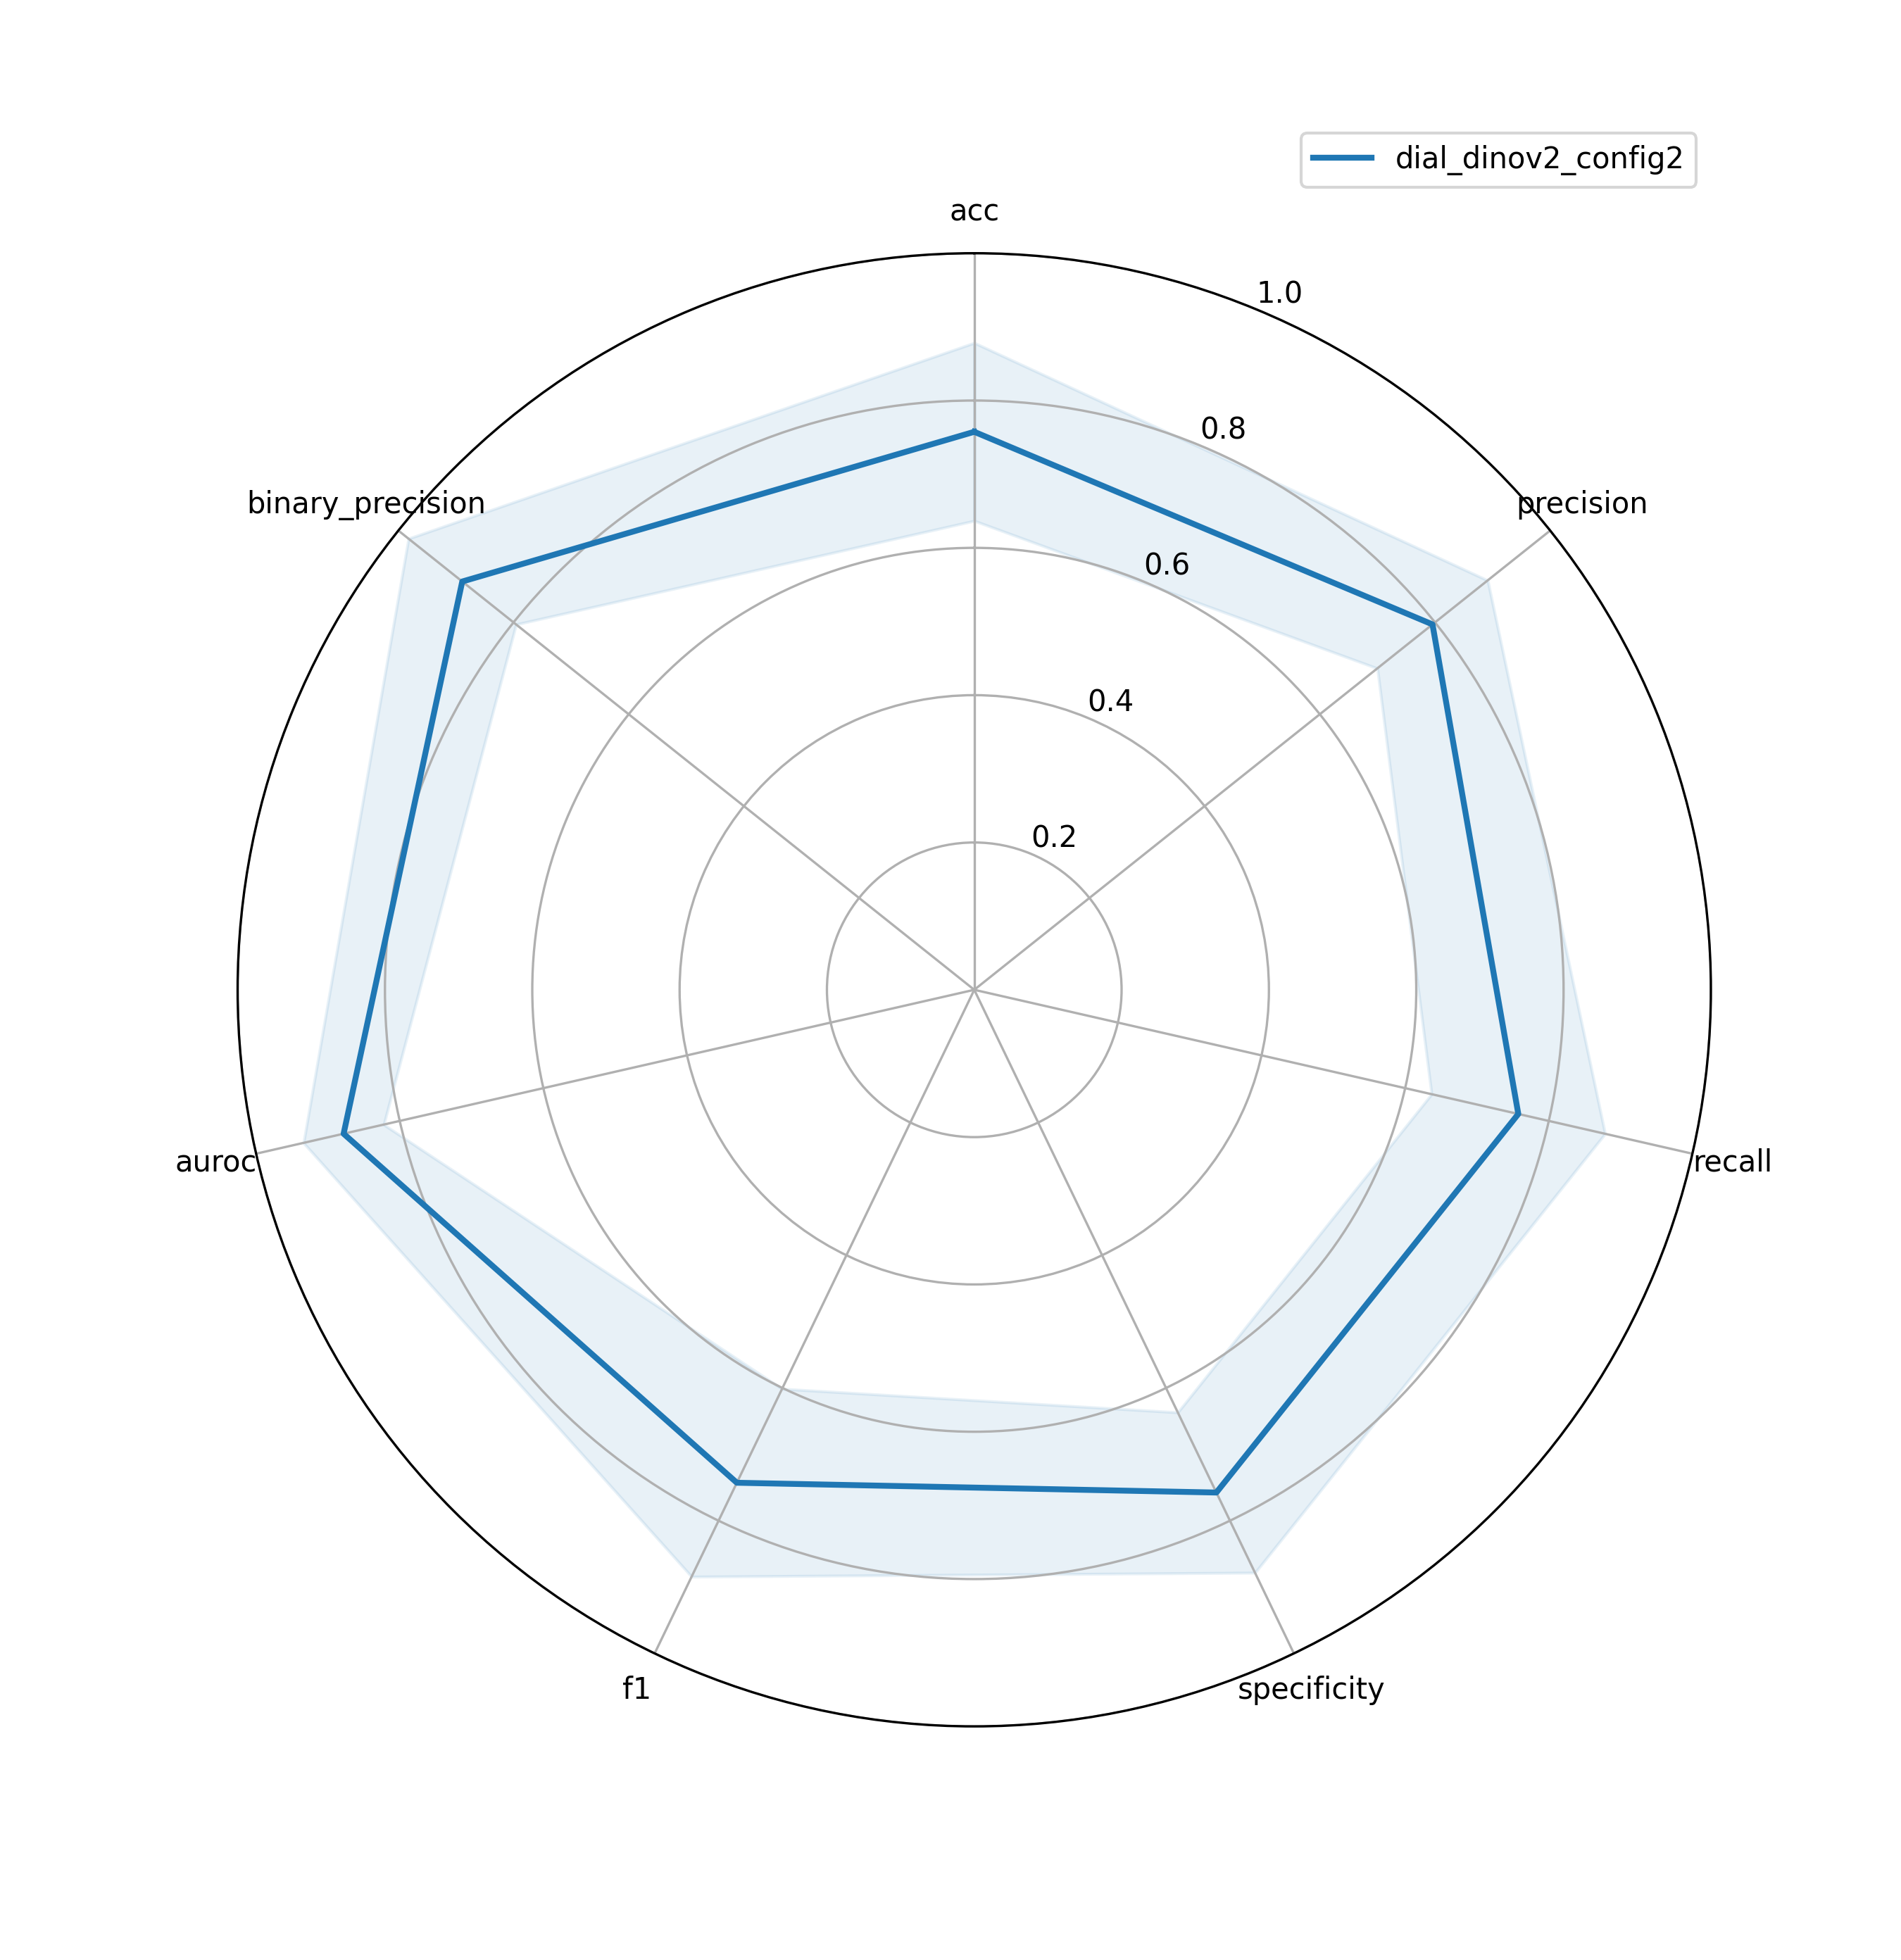 dial_dinov2_config2
acc
1.0
0.8
binary_precision
precision
0.6
0.4
0.2
auroc
recall
f1
specificity